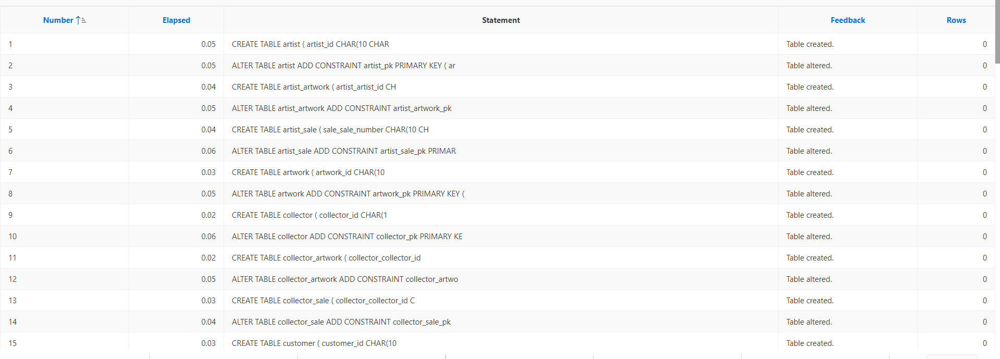 Number Elapsed Statement Feedback Rows
1 0.05 CREATE TABLE artist ( artist_id CHAR(10 CHAR Table created. 0
2 0.05 ALTER TABLE artist ADD CONSTRAINT artist_pk PRIMARY KEY ( ar Table altered. 0
3 0.04 CREATE TABLE artist_artwork ( artist_artist_id CH Table created. 0
4 0.05 ALTER TABLE artist_artwork ADD CONSTRAINT artist_artwork_pk Table altered. 0
5 0.04 CREATE TABLE artist_sale ( sale_sale_number CHAR(10 CH Table created. 0
6 0.06 ALTER TABLE artist_sale ADD CONSTRAINT artist_sale_pk PRIMAR Table altered. 0
7 0.03 CREATE TABLE artwork ( artwork_id CHAR(10 Table created. 0
8 0.05 ALTER TABLE artwork ADD CONSTRAINT artwork_pk PRIMARY KEY ( Table altered. 0
9 0.02 CREATE TABLE collector ( collector_id CHAR(1 Table created. 0
10 0.06 ALTER TABLE collector ADD CONSTRAINT collector_pk PRIMARY KE Table altered. 0
11 0.02 CREATE TABLE collector_artwork ( collector_collector_id Table created. 0
12 0.05 ALTER TABLE collector_artwork ADD CONSTRAINT collector_artwo Table altered. 0
13 0.03 CREATE TABLE collector_sale ( collector_collector_id C Table created. 0
14 0.04 ALTER TABLE collector_sale ADD CONSTRAINT collector_sale_pk Table altered. 0
15 0.03 CREATE TABLE customer ( customer_id CHAR(10 Table created. 0